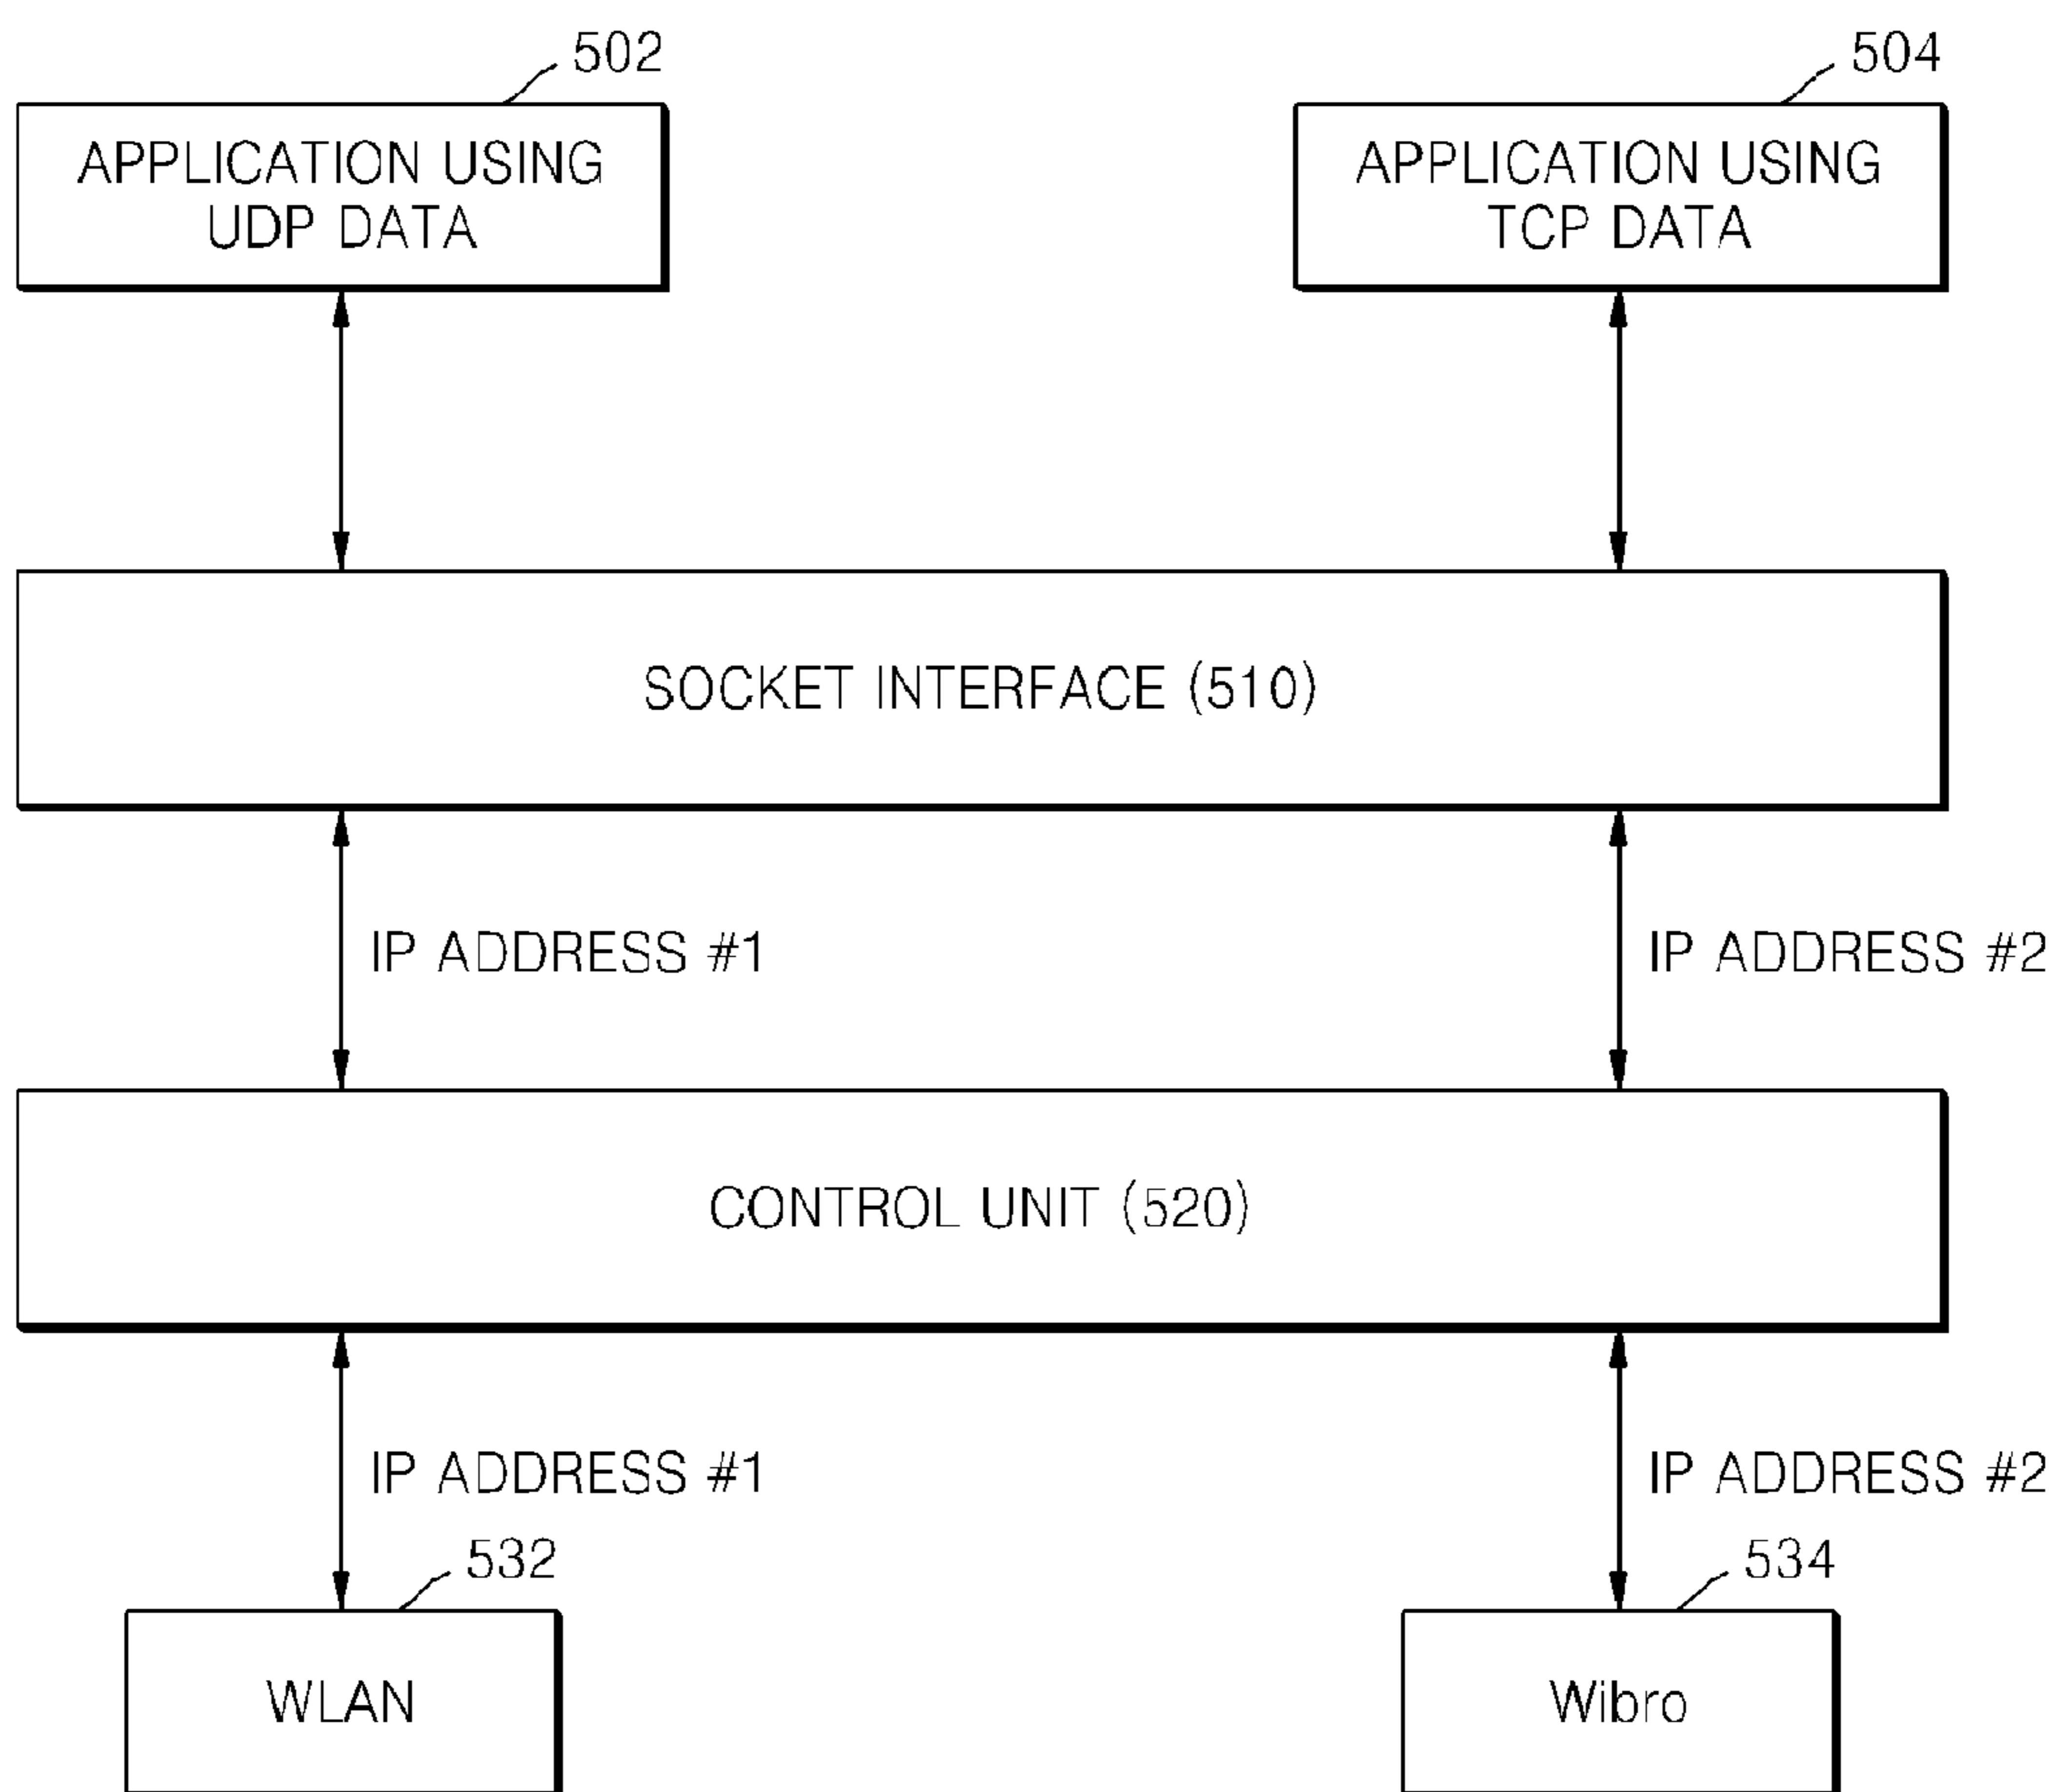 502
504
APPLICATION USING
UDP DATA
APPLICATION USING
TCP DATA
SOCKET INTERFACE (510)
IP ADDRESS #1
IP ADDRESS #2
CONTROL UNIT (520)
IP ADDRESS #1
IP ADDRESS #2
532
534
WLAN
Wibro